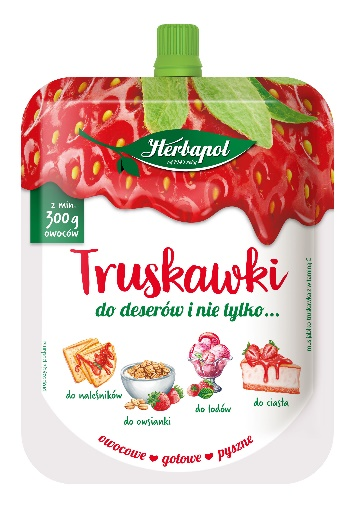 Herbapol
z min.
300g
owoców
Truskawki
do deserów i nie tylko...
do naleśników
do owsianki
do lodów
do ciasta
owocowe ♥ gotowe ♥ pyszne